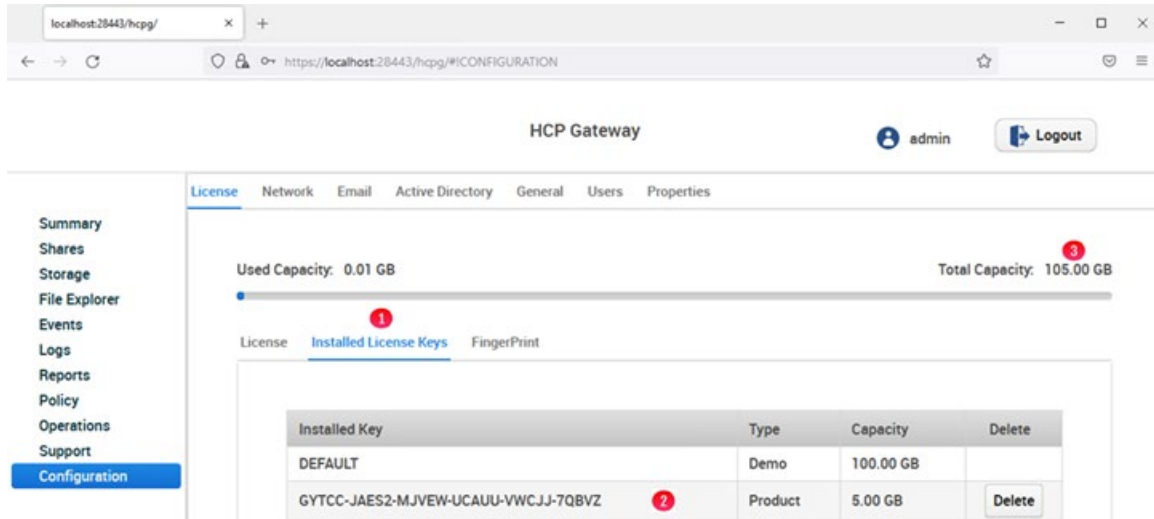 localhost:28443/hcpg/
https://localhost:28443/hcpg/#!CONFIGURATION
HCP Gateway
admin
Logout
License Network Email Active Directory General Users Properties
Summary
Shares
Storage
File Explorer
Events
Logs
Reports
Policy
Operations
Support
Configuration
3
Used Capacity: 0.01 GB Total Capacity: 105.00 GB
1
License Installed License Keys FingerPrint
Installed Key Type Capacity Delete
DEFAULT Demo 100.00 GB
GYTCC-JAES2-MJVEW-UCAUU-VWCJJ-7QBVZ 2 Product 5.00 GB Delete